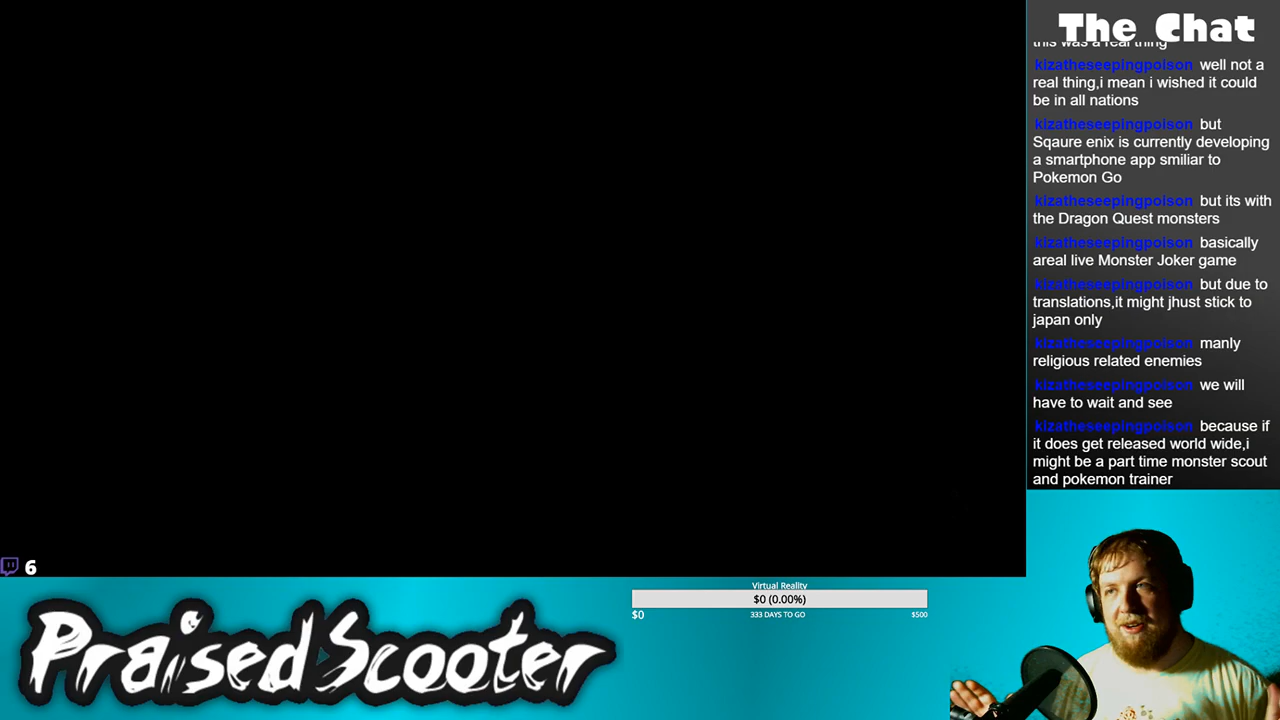 The Chat
this was a real thing
kizatheseepingpoison well not a
real thing,i mean i wished it could
be in all nations
kizatheseepingpoison but
Sqaure enix is currently developing
a smartphone app smiliar to
Pokemon Go
kizatheseepingpoison but its with
the Dragon Quest monsters
kizatheseepingpoison basically
areal live Monster Joker game
kizatheseepingpoison but due to
translations,it might jhust stick to
japan only
kizatheseepingpoison manly
religious related enemies
kizatheseepingpoison we will
have to wait and see
kizatheseepingpoison because if
it does get released world wide,i
might be a part time monster scout
and pokemon trainer
6
PraisedScooter
Virtual Reality
$0 (0.00%)
$0 333 DAYS TO GO $500